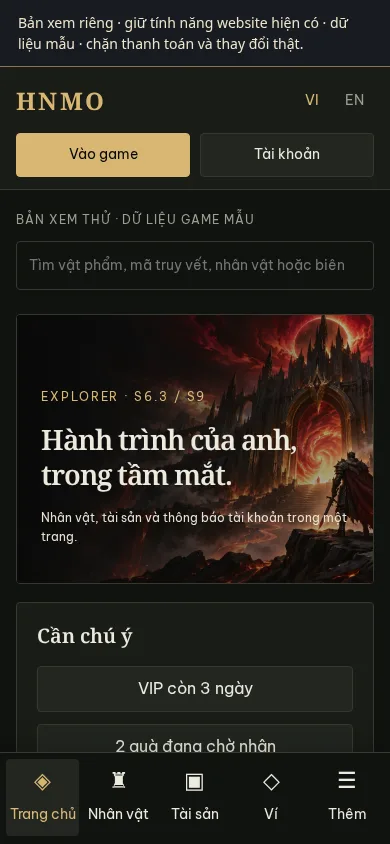 Bản xem riêng · giữ tính năng website hiện có · dữ
liệu mẫu · chặn thanh toán và thay đổi thật.
HNMO
VI
EN
Vào game
Tài khoản
BẢN XEM THỬ · DỮ LIỆU GAME MẪU
Tìm vật phẩm, mã truy vết, nhân vật hoặc biên
EXPLORER · S6.3 / S9
Hành trình của anh,
trong tầm mắt.
Nhân vật, tài sản và thông báo tài khoản trong một
trang.
Cần chú ý
VIP còn 3 ngày
2 quà đang chờ nhận
Trang chủ
Nhân vật
Tài sản
Ví
Thêm